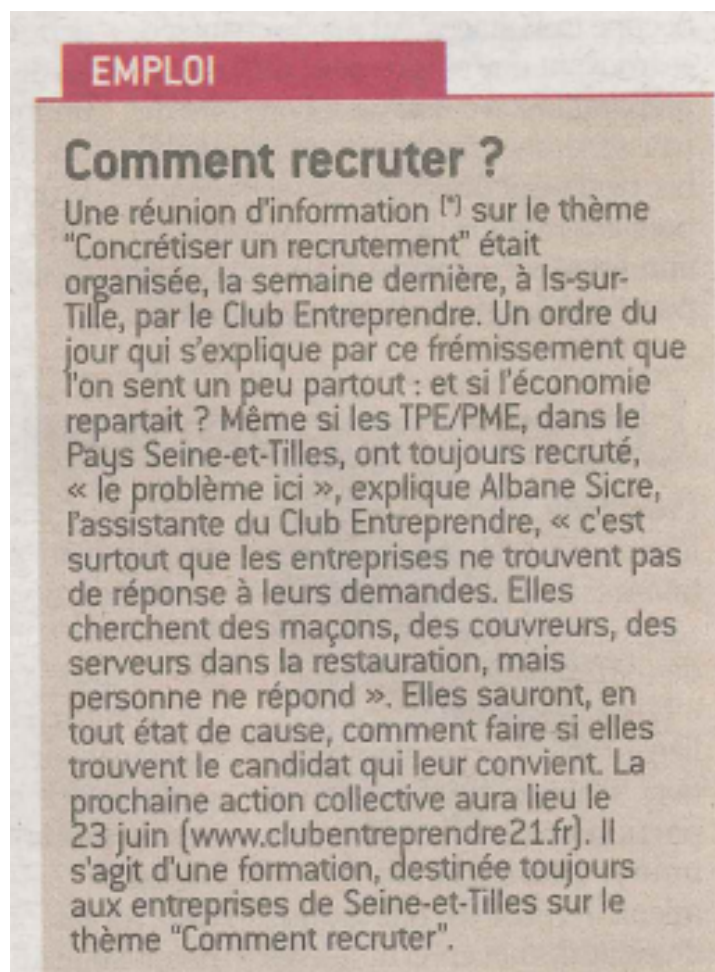 EMPLOI
Comment recruter ?
Une réunion d'information (*) sur le thème
"Concrétiser un recrutement" était
organisée, la semaine dernière, à Is-sur-
Tille, par le Club Entreprendre. Un ordre du
jour qui s'explique par ce frémissement que
l'on sent un peu partout : et si l'économie
repartait ? Même si les TPE/PME, dans le
Pays Seine-et-Tilles, ont toujours recruté,
« le problème ici », explique Albane Sicre,
l'assistante du Club Entreprendre, « c'est
surtout que les entreprises ne trouvent pas
de réponse à leurs demandes. Elles
cherchent des maçons, des couvreurs, des
serveurs dans la restauration, mais
personne ne répond ». Elles sauront, en
tout état de cause, comment faire si elles
trouvent le candidat qui leur convient. La
prochaine action collective aura lieu le
23 juin (www.clubentreprendre21.fr). Il
s'agit d'une formation, destinée toujours
aux entreprises de Seine-et-Tilles sur le
thème "Comment recruter".